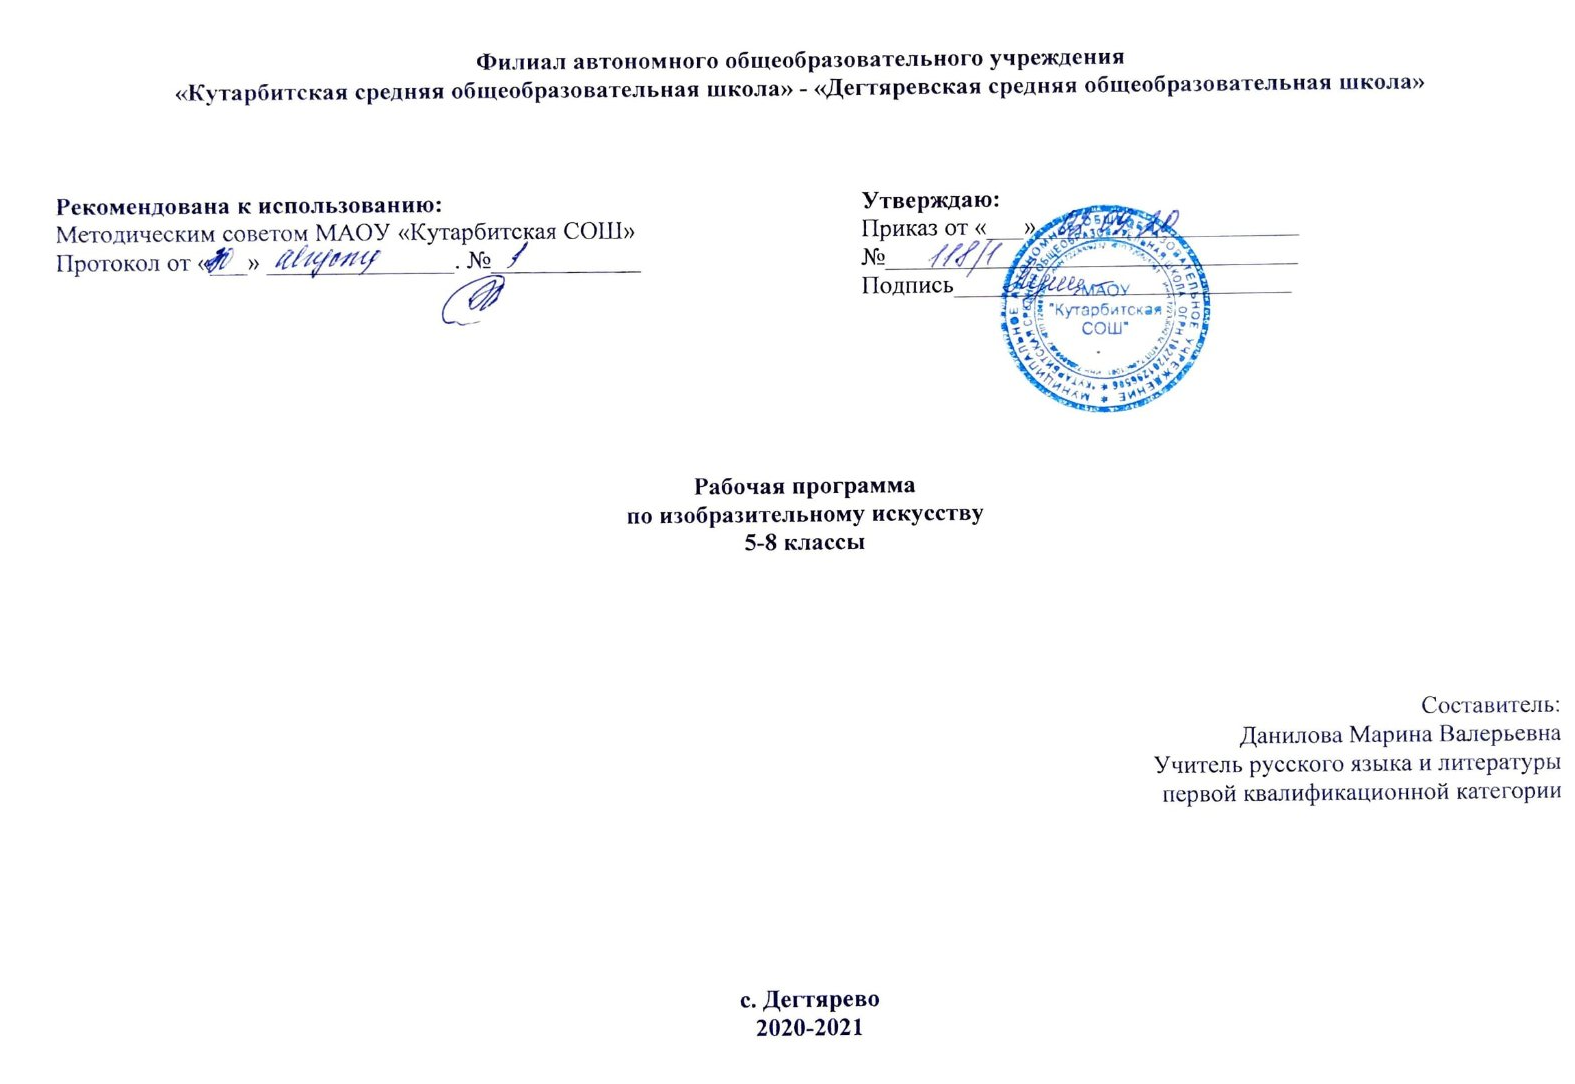 Филиал автономного общеобразовательного учреждения
«Кутарбитская средняя общеобразовательная школа» - «Дегтяревская средняя общеобразовательная школа»
Рекомендована к использованию:
Методическим советом МАОУ «Кутарбитская СОШ»
Протокол от «30» августа. № 1
Утверждаю:
Приказ от «___»
№ 118/1
Подпись
МАОУ
"Кутарбитская
СОШ"
Рабочая программа
по изобразительному искусству
5-8 классы
Составитель:
Данилова Марина Валерьевна
Учитель русского языка и литературы
первой квалификационной категории
с. Дегтярево
2020-2021